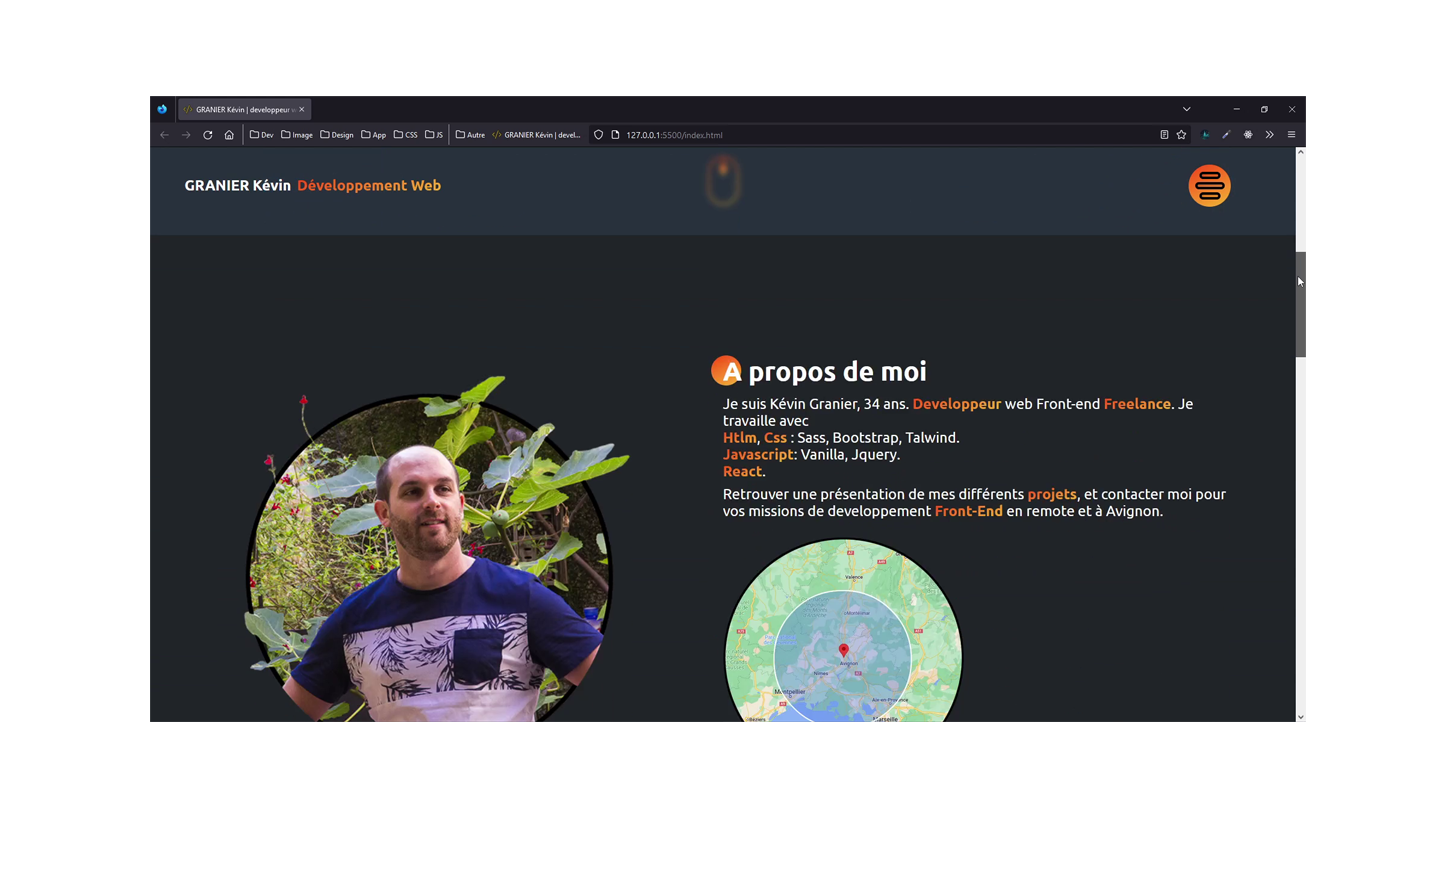 GRANIER Kévin | developpeur w
Dev Image Design App CSS JS Autre GRANIER Kévin | devel... 127.0.0.1:5500/index.html
GRANIER Kévin Développement Web
A propos de moi
Je suis Kévin Granier, 34 ans. Developpeur web Front-end Freelance. Je
travaille avec
Htlm, Css : Sass, Bootstrap, Talwind.
Javascript: Vanilla, Jquery.
React.
Retrouver une présentation de mes différents projets, et contacter moi pour
vos missions de developpement Front-End en remote et à Avignon.
Valence
Montélimar
Avignon
Nîmes
Montpellier
Aix-en-Provence
Béziers
Marseille